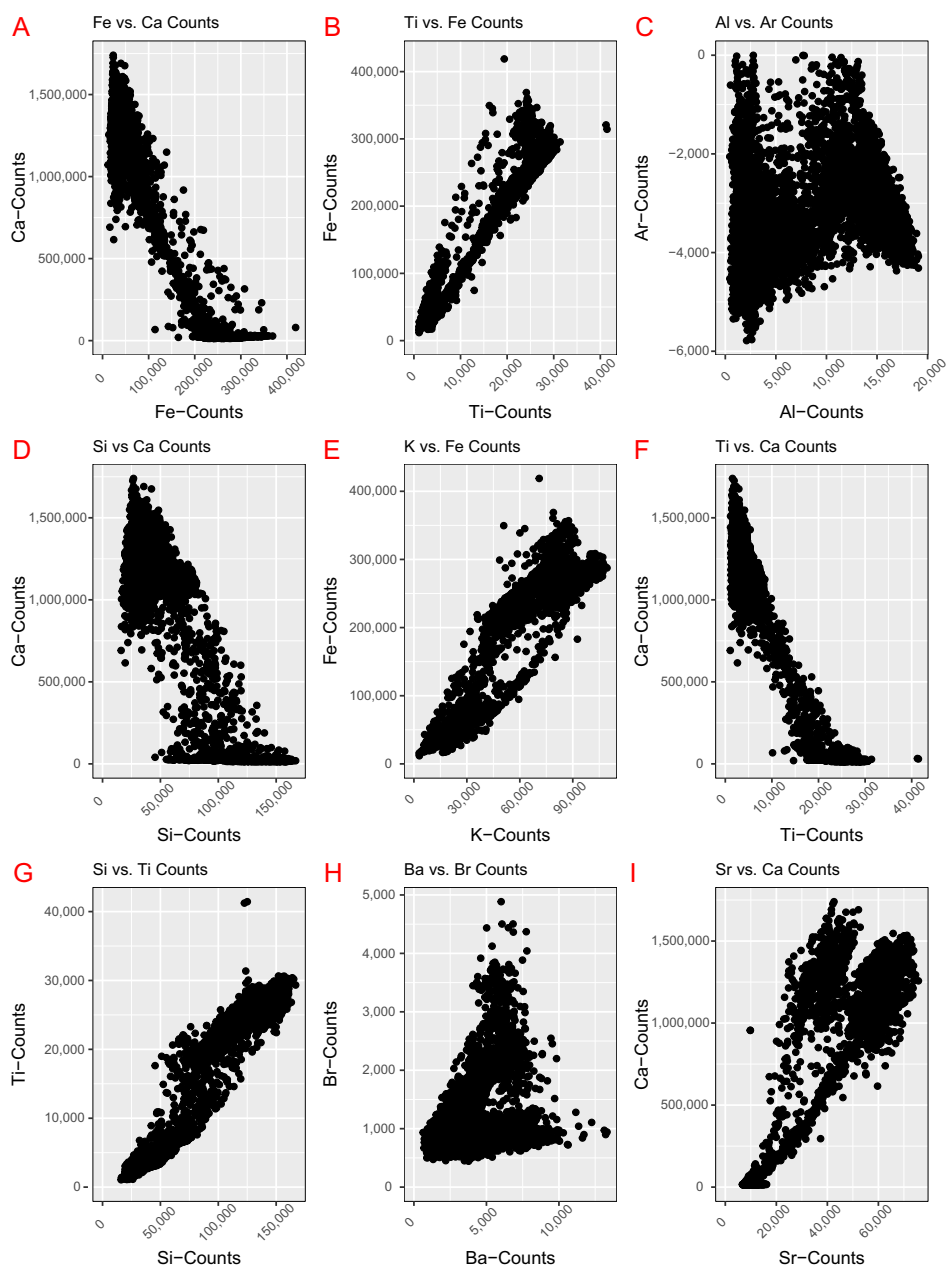 A Fe vs. Ca Counts
Ca−Counts
1,500,000
1,000,000
500,000
0
0
100,000
200,000
300,000
400,000
Fe−Counts
B Ti vs. Fe Counts
Fe−Counts
400,000
300,000
200,000
100,000
0
0
10,000
20,000
30,000
40,000
Ti−Counts
C Al vs. Ar Counts
Ar−Counts
0
−2,000
−4,000
−6,000
0
5,000
10,000
15,000
20,000
Al−Counts
D Si vs Ca Counts
Ca−Counts
1,500,000
1,000,000
500,000
0
0
50,000
100,000
150,000
Si−Counts
E K vs. Fe Counts
Fe−Counts
400,000
300,000
200,000
100,000
0
0
30,000
60,000
90,000
K−Counts
F Ti vs. Ca Counts
Ca−Counts
1,500,000
1,000,000
500,000
0
0
10,000
20,000
30,000
40,000
Ti−Counts
G Si vs. Ti Counts
Ti−Counts
40,000
30,000
20,000
10,000
0
0
50,000
100,000
150,000
Si−Counts
H Ba vs. Br Counts
Br−Counts
5,000
4,000
3,000
2,000
1,000
0
0
5,000
10,000
Ba−Counts
I Sr vs. Ca Counts
Ca−Counts
1,500,000
1,000,000
500,000
0
0
20,000
40,000
60,000
Sr−Counts